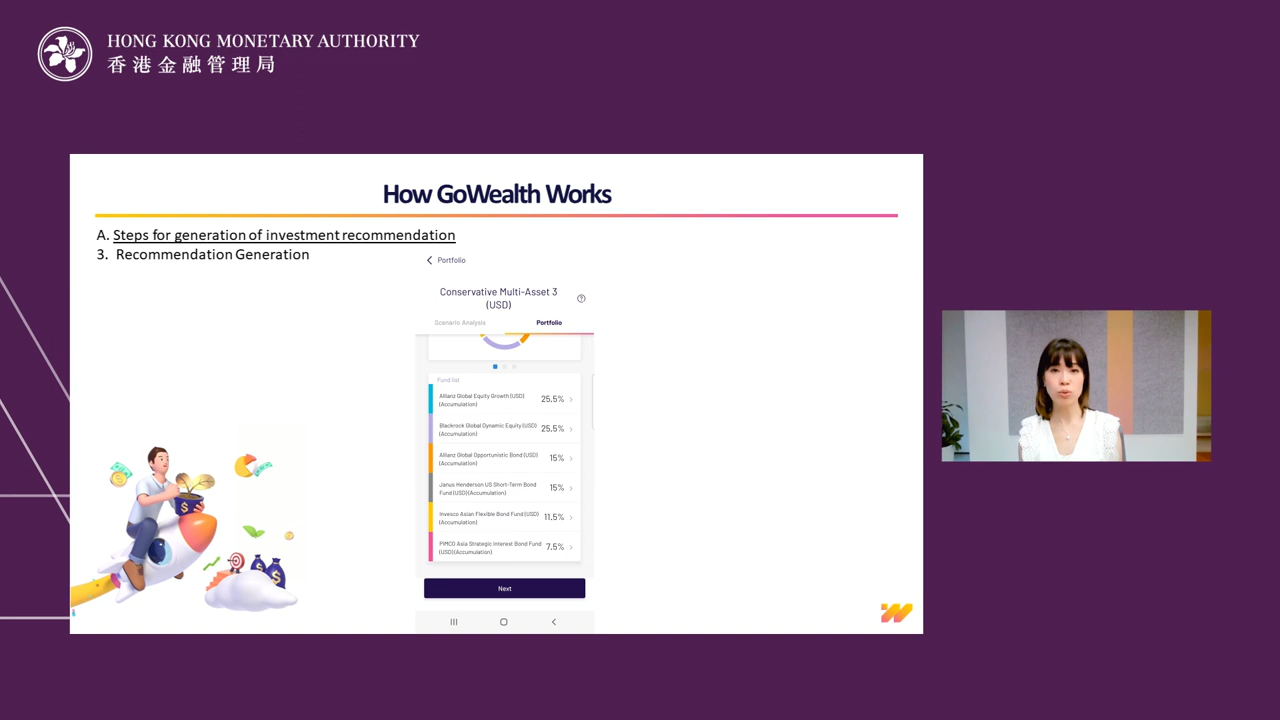 HONG KONG MONETARY AUTHORITY
香港金融管理局
How GoWealth Works
A. Steps for generation of investment recommendation
3. Recommendation Generation
Portfolio
Conservative Multi-Asset 3
(USD)
Scenario Analysis
Portfolio
Fund list
Allianz Global Equity Growth (USD)
(Accumulation)
25.5%
Blackrock Global Dynamic Equity (USD)
(Accumulation)
25.5%
Allianz Global Opportunistic Bond (USD)
(Accumulation)
15%
Janus Henderson US Short-Term Bond
Fund (USD) (Accumulation)
15%
Invesco Asian Flexible Bond Fund (USD)
(Accumulation)
11.5%
PIMCO Asia Strategic Interest Bond Fund
(USD) (Accumulation)
7.5%
Next